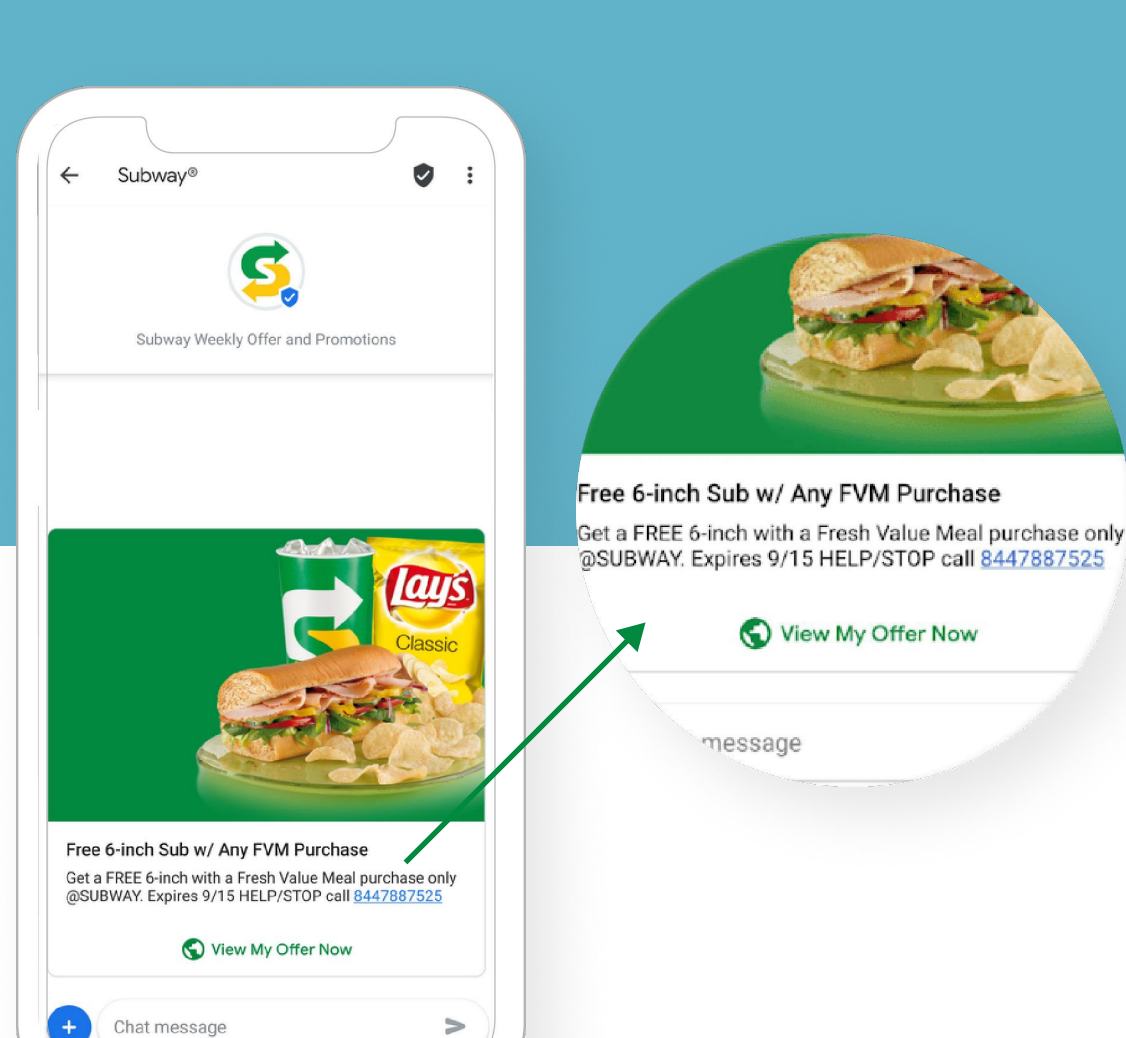 Subway®
Subway Weekly Offer and Promotions
Lay's
Classic
Free 6-inch Sub w/ Any FVM Purchase
Get a FREE 6-inch with a Fresh Value Meal purchase only
@SUBWAY. Expires 9/15 HELP/STOP call 8447887525
View My Offer Now
Chat message
Free 6-inch Sub w/ Any FVM Purchase
Get a FREE 6-inch with a Fresh Value Meal purchase only
@SUBWAY. Expires 9/15 HELP/STOP call 8447887525
View My Offer Now
message